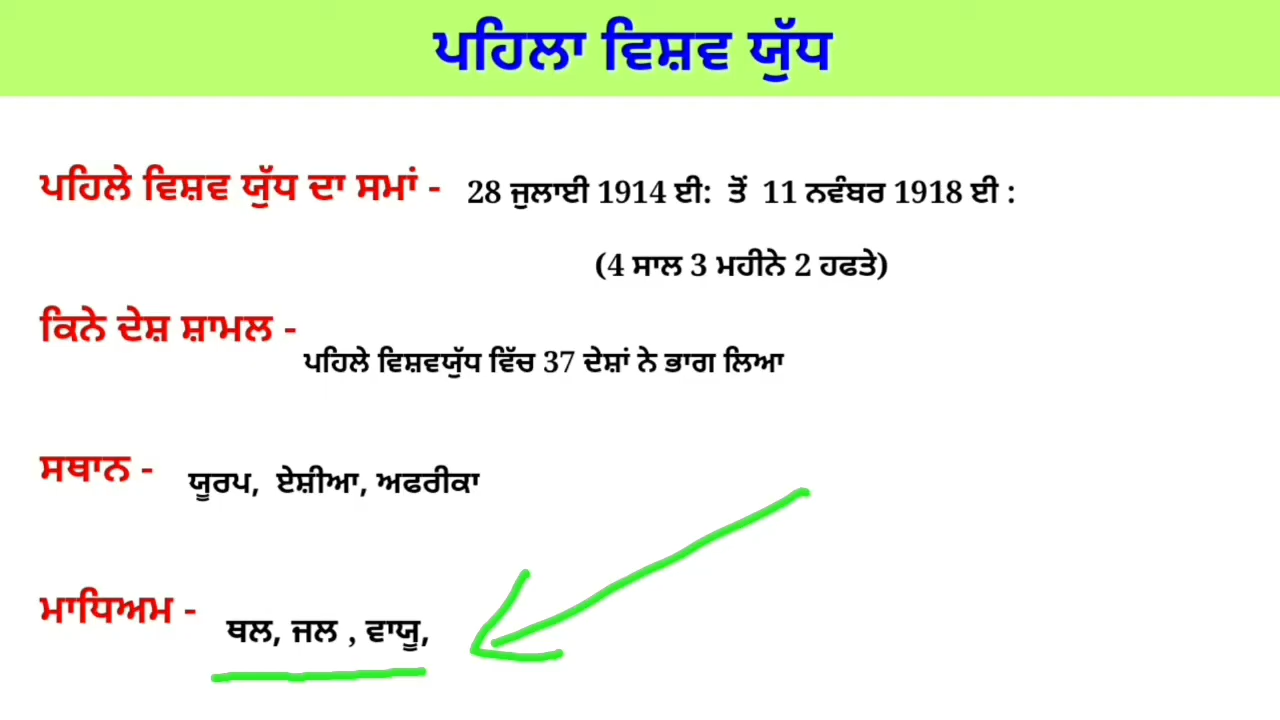 ਪਹਿਲਾ ਵਿਸ਼ਵ ਯੁੱਧ
ਪਹਿਲੇ ਵਿਸ਼ਵ ਯੁੱਧ ਦਾ ਸਮਾਂ - 28 ਜੁਲਾਈ 1914 ਈ: ਤੋਂ 11 ਨਵੰਬਰ 1918 ਈ :
(4 ਸਾਲ 3 ਮਹੀਨੇ 2 ਹਫਤੇ)
ਕਿਨੇ ਦੇਸ਼ ਸ਼ਾਮਲ -
ਪਹਿਲੇ ਵਿਸ਼ਵਯੁੱਧ ਵਿੱਚ 37 ਦੇਸ਼ਾਂ ਨੇ ਭਾਗ ਲਿਆ
ਸਥਾਨ - ਯੂਰਪ, ਏਸ਼ੀਆ, ਅਫਰੀਕਾ
ਮਾਧਿਅਮ - ਥਲ, ਜਲ , ਵਾਯੂ,